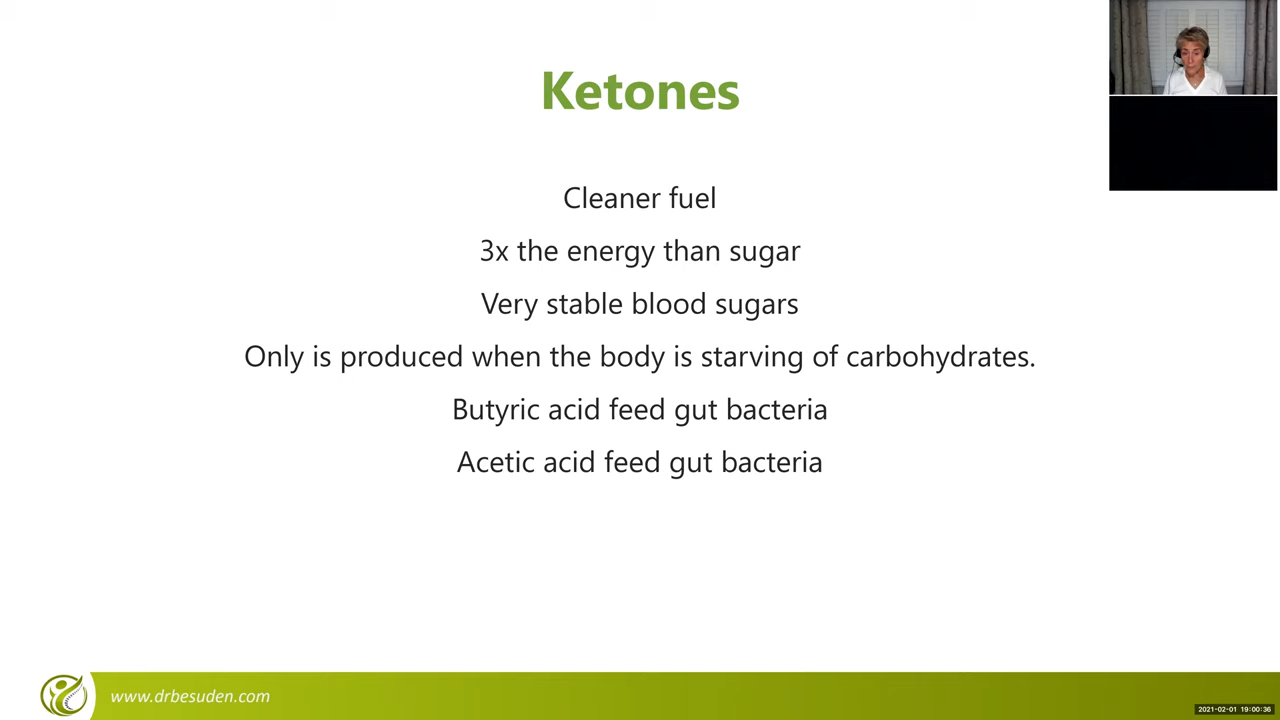 Ketones
Cleaner fuel
3x the energy than sugar
Very stable blood sugars
Only is produced when the body is starving of carbohydrates.
Butyric acid feed gut bacteria
Acetic acid feed gut bacteria
www.drbesuden.com
2021-02-01 19:00:36